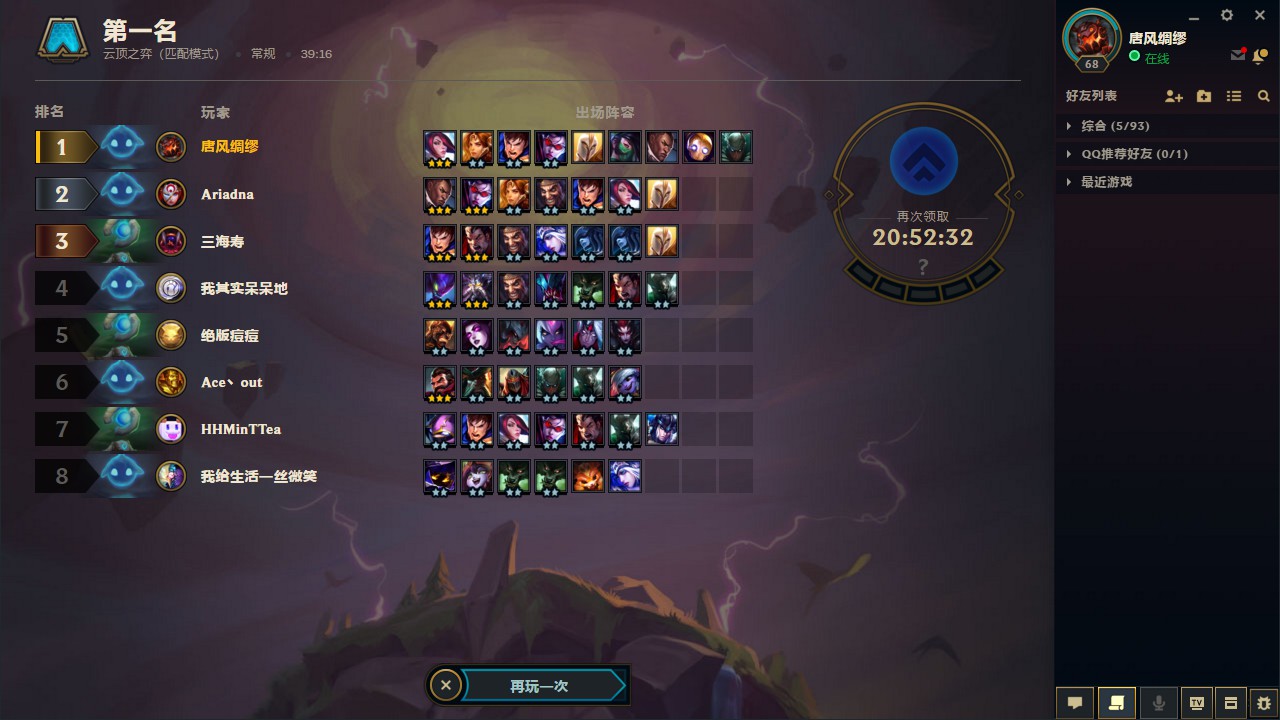 第一名
云顶之弈（匹配模式） 常规 39:16
排名 玩家 出场阵容
1 唐风绸缪
2 Ariadna
3 三海寿
4 我其实呆呆地
5 绝版痘痘
6 Ace丶out
7 HHMinTTea
8 我给生活一丝微笑
再次领取
20:52:32
?
再玩一次
唐风绸缪
68
在线
好友列表
综合 (5/93)
QQ推荐好友 (0/1)
最近游戏
TV